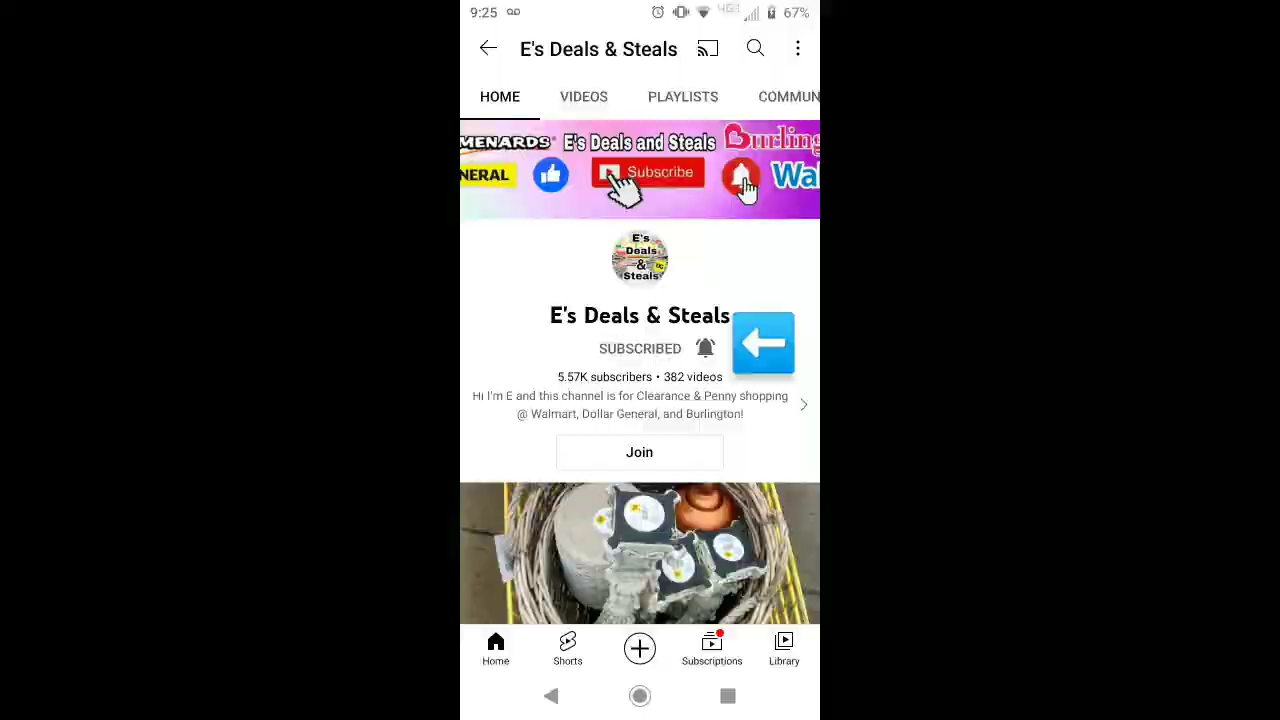 9:25 4G 67%
E's Deals & Steals
HOME VIDEOS PLAYLISTS COMMUN
MENARDS E's Deals and Steals Burling
NERAL Subscribe Wal
E's
Deals
&
Steals
E's Deals & Steals
SUBSCRIBED
5.57K subscribers • 382 videos
Hi I'm E and this channel is for Clearance & Penny shopping
@ Walmart, Dollar General, and Burlington!
Join
Home Shorts Subscriptions Library